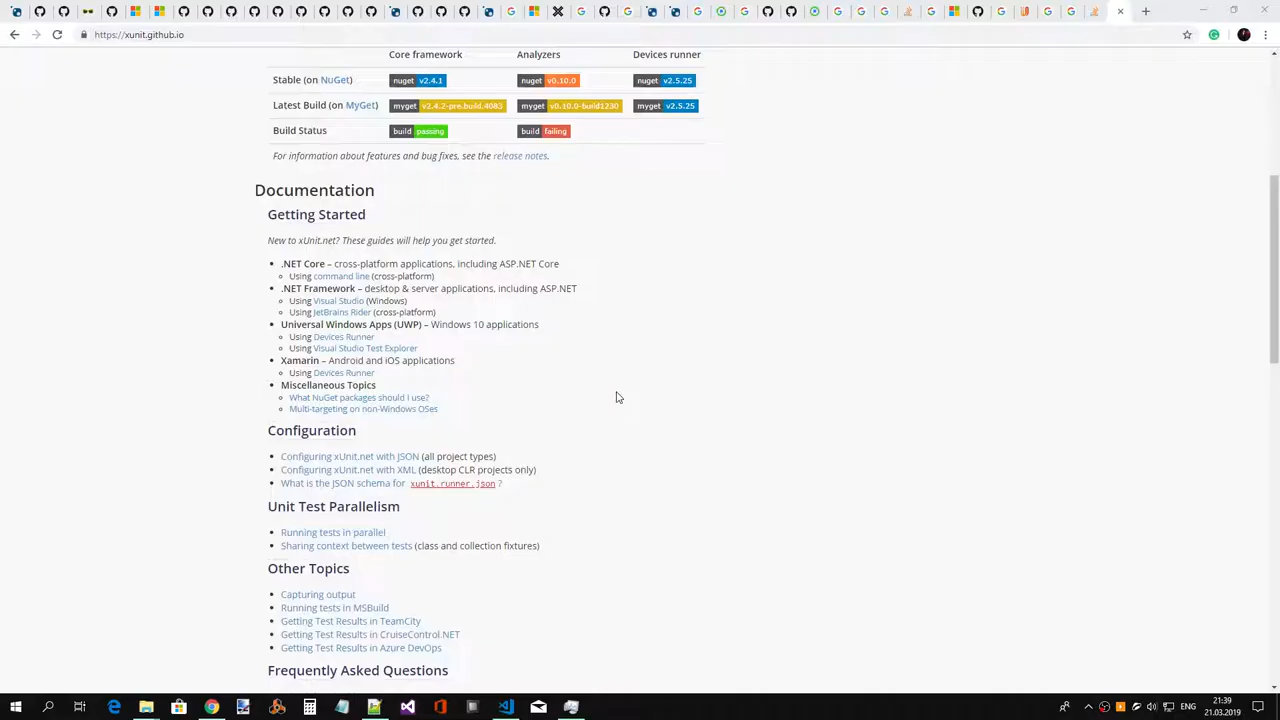 https://xunit.github.io
Core framework Analyzers Devices runner
Stable (on NuGet) nuget v2.4.1 nuget v0.10.0 nuget v2.5.25
Latest Build (on MyGet) myget v2.4.2-pre.build.4083 myget v0.10.0-build1230 myget v2.5.25
Build Status build passing build failing
For information about features and bug fixes, see the release notes.
Documentation
Getting Started
New to xUnit.net? These guides will help you get started.
.NET Core – cross-platform applications, including ASP.NET Core
Using command line (cross-platform)
.NET Framework – desktop & server applications, including ASP.NET
Using Visual Studio (Windows)
Using JetBrains Rider (cross-platform)
Universal Windows Apps (UWP) – Windows 10 applications
Using Devices Runner
Using Visual Studio Test Explorer
Xamarin – Android and iOS applications
Using Devices Runner
Miscellaneous Topics
What NuGet packages should I use?
Multi-targeting on non-Windows OSes
Configuration
Configuring xUnit.net with JSON (all project types)
Configuring xUnit.net with XML (desktop CLR projects only)
What is the JSON schema for xunit.runner.json ?
Unit Test Parallelism
Running tests in parallel
Sharing context between tests (class and collection fixtures)
Other Topics
Capturing output
Running tests in MSBuild
Getting Test Results in TeamCity
Getting Test Results in CruiseControl.NET
Getting Test Results in Azure DevOps
Frequently Asked Questions
21:39
21.03.2019